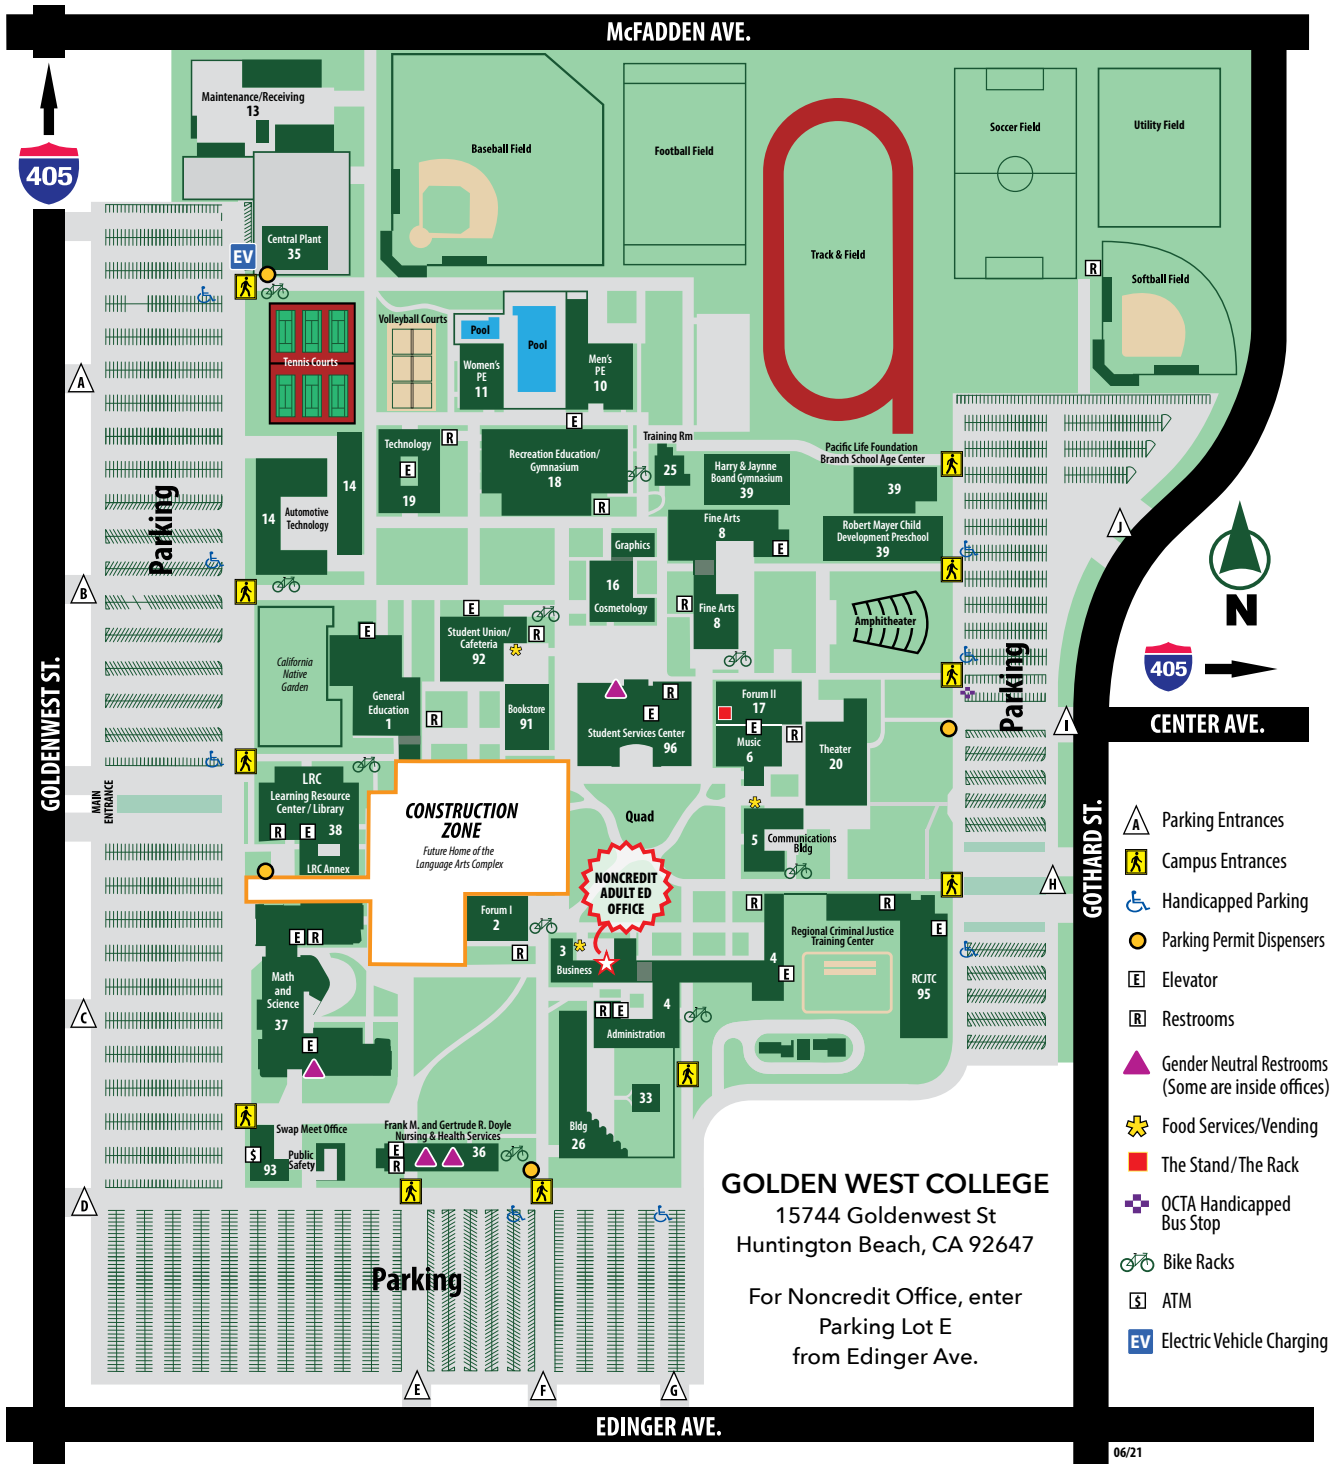 McFADDEN AVE.
405
Maintenance/Receiving
13
Baseball Field
Football Field
Soccer Field
Utility Field
Track & Field
Central Plant
35
EV
R
Softball Field
Volleyball Courts
Pool
Pool
Tennis Courts
Women's
PE
11
Men's
PE
10
A
E
Technology
R
E
19
Recreation Education/
Gymnasium
18
R
Training Rm
25
Harry & Jaynne
Board Gymnasium
39
Pacific Life Foundation
Branch School Age Center
39
Parking
14
14
Automotive
Technology
Fine Arts
8
E
Robert Mayer Child
Development Preschool
39
J
Graphics
16
Cosmetology
B
R
Fine Arts
8
Amphitheater
N
405
E
Student Union/
Cafeteria
92
R
E
California
Native
Garden
General
Education
1
R
Bookstore
91
R
E
Student Services Center
96
Forum II
17
E
R
Music
6
Theater
20
Parking
I
CENTER AVE.
GOLDENWEST ST.
MAIN
ENTRANCE
LRC
Learning Resource
Center / Library
R
E
38
LRC Annex
CONSTRUCTION
ZONE
Future Home of the
Language Arts Complex
Quad
NONCREDIT
ADULT ED
OFFICE
5
Communications
Bldg
H
GOTHARD ST.
Forum I
2
R
3
Business
R
R
Regional Criminal Justice
Training Center
4
E
E
RCJTC
95
E
R
Math
and
Science
37
E
C
4
R
E
Administration
33
Bldg
26
Swap Meet Office
$
93
Public
Safety
Frank M. and Gertrude R. Doyle
Nursing & Health Services
E
R
36
D
Parking
E
F
G
EDINGER AVE.
GOLDEN WEST COLLEGE
15744 Goldenwest St
Huntington Beach, CA 92647
For Noncredit Office, enter
Parking Lot E
from Edinger Ave.
A
Parking Entrances
Campus Entrances
Handicapped Parking
Parking Permit Dispensers
E
Elevator
R
Restrooms
Gender Neutral Restrooms
(Some are inside offices)
Food Services/Vending
The Stand/The Rack
OCTA Handicapped
Bus Stop
Bike Racks
$
ATM
EV
Electric Vehicle Charging
06/21